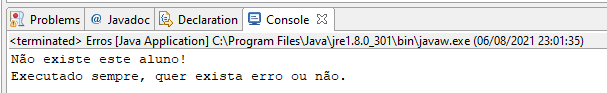 Problems @ Javadoc Declaration Console
<terminated> Erros [Java Application] C:\Program Files\Java\jre1.8.0_301\bin\javaw.exe (06/08/2021 23:01:35)
Não existe este aluno!
Executado sempre, quer exista erro ou não.